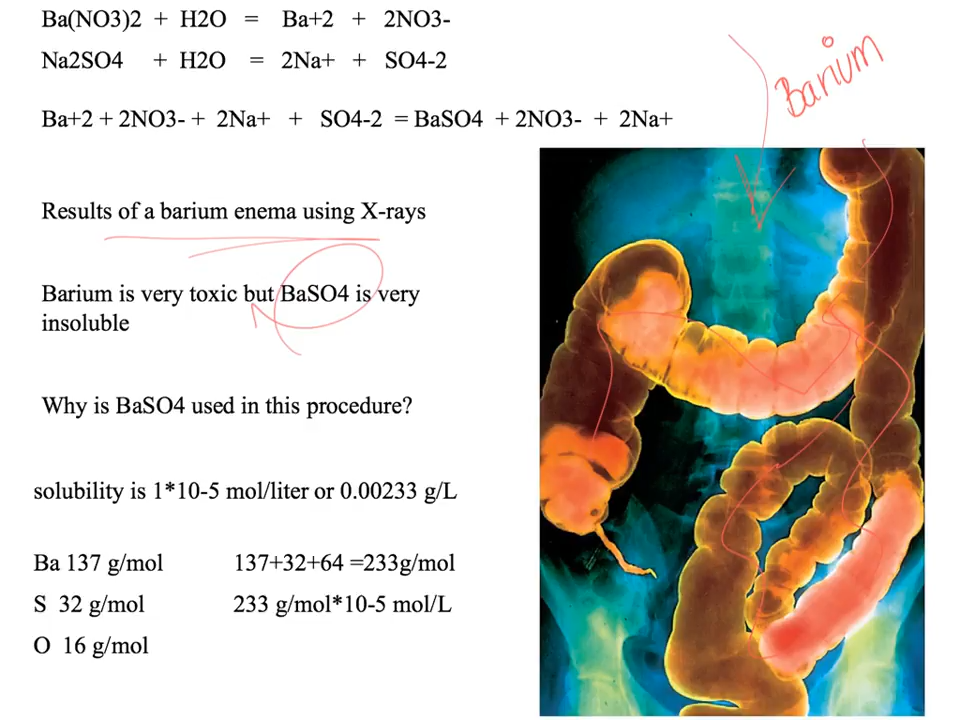 Ba(NO3)2 + H2O = Ba+2 + 2NO3-
Na2SO4 + H2O = 2Na+ + SO4-2
Barium
Ba+2 + 2NO3- + 2Na+ + SO4-2 = BaSO4 + 2NO3- + 2Na+
Results of a barium enema using X-rays
Barium is very toxic but BaSO4 is very
insoluble
Why is BaSO4 used in this procedure?
solubility is 1*10-5 mol/liter or 0.00233 g/L
Ba 137 g/mol 137+32+64 =233g/mol
S 32 g/mol 233 g/mol*10-5 mol/L
O 16 g/mol